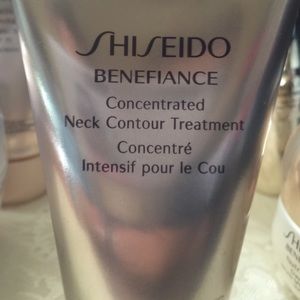 SHISEIDO
BENEFIANCE
Concentrated
Neck Contour Treatment
Concentré
Intensif pour le Cou